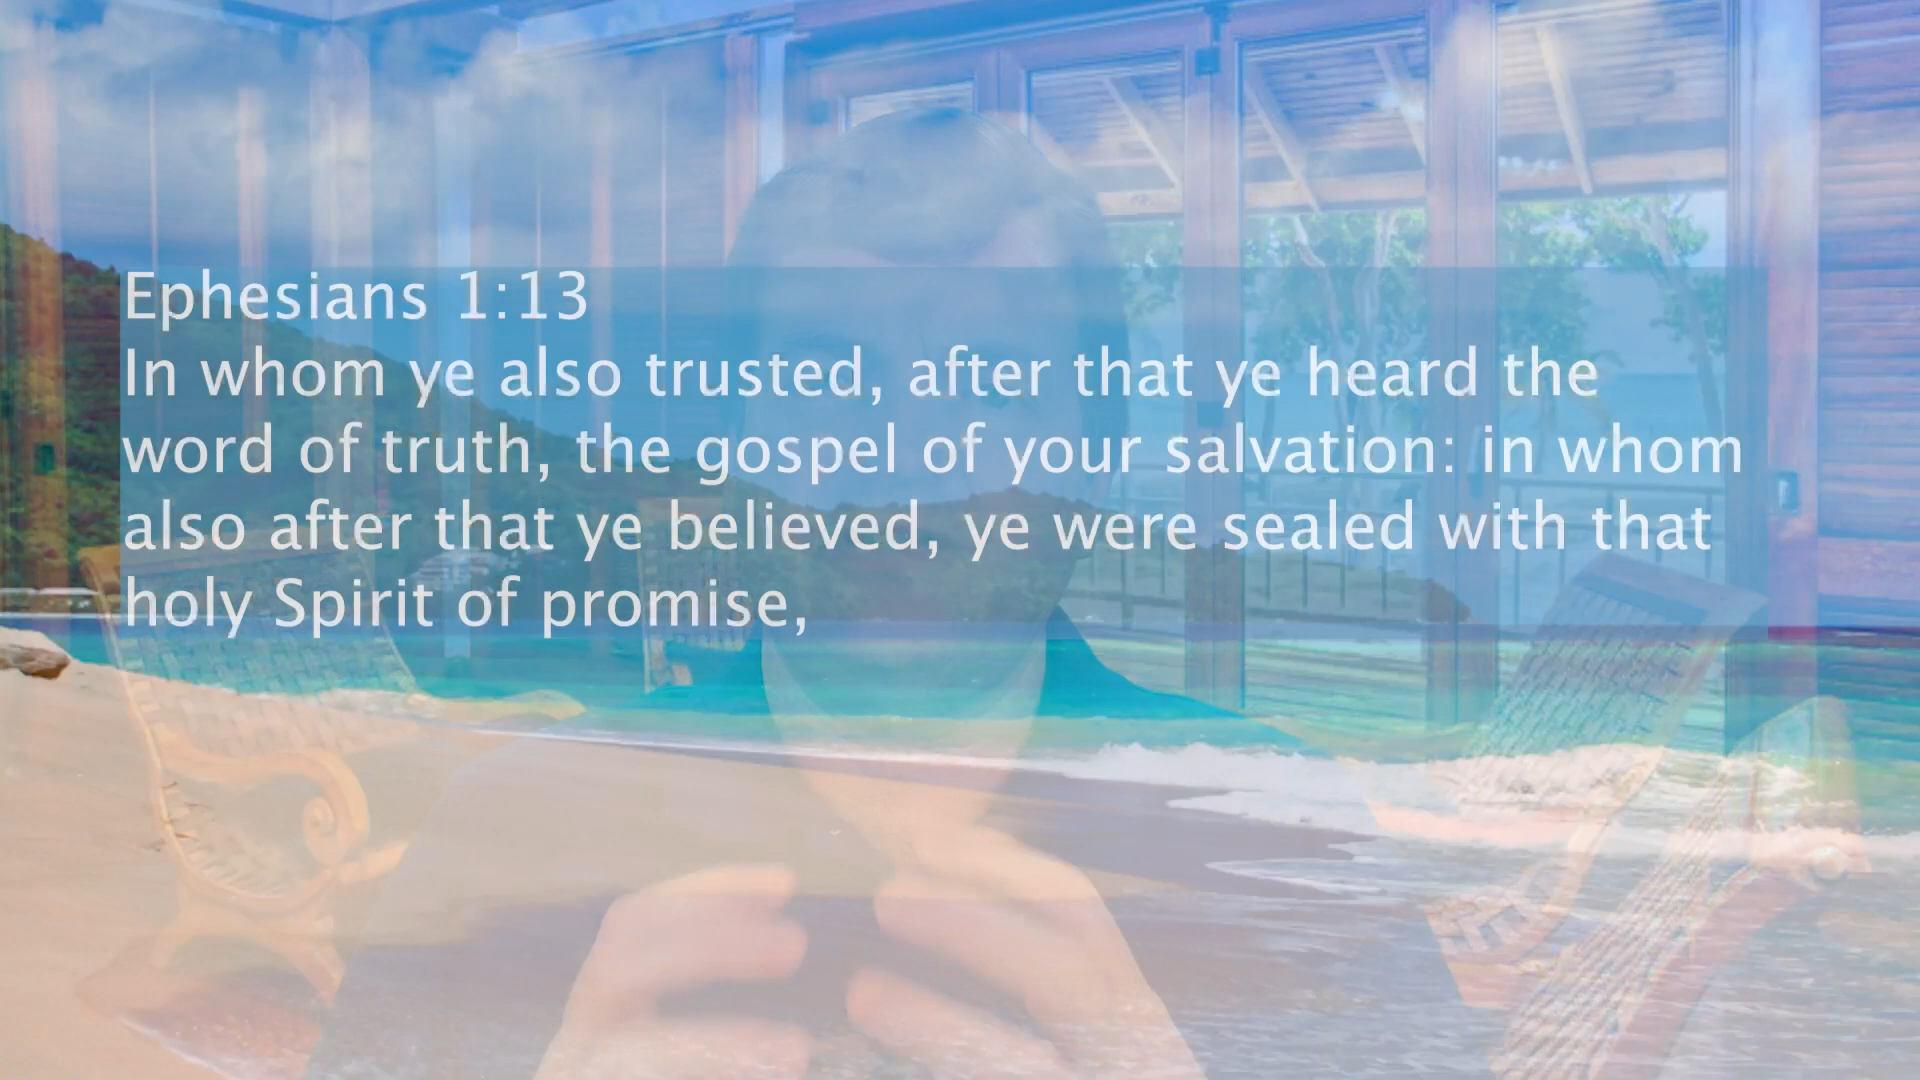 Ephesians 1:13
In whom ye also trusted, after that ye heard the
word of truth, the gospel of your salvation: in whom
also after that ye believed, ye were sealed with that
holy Spirit of promise,